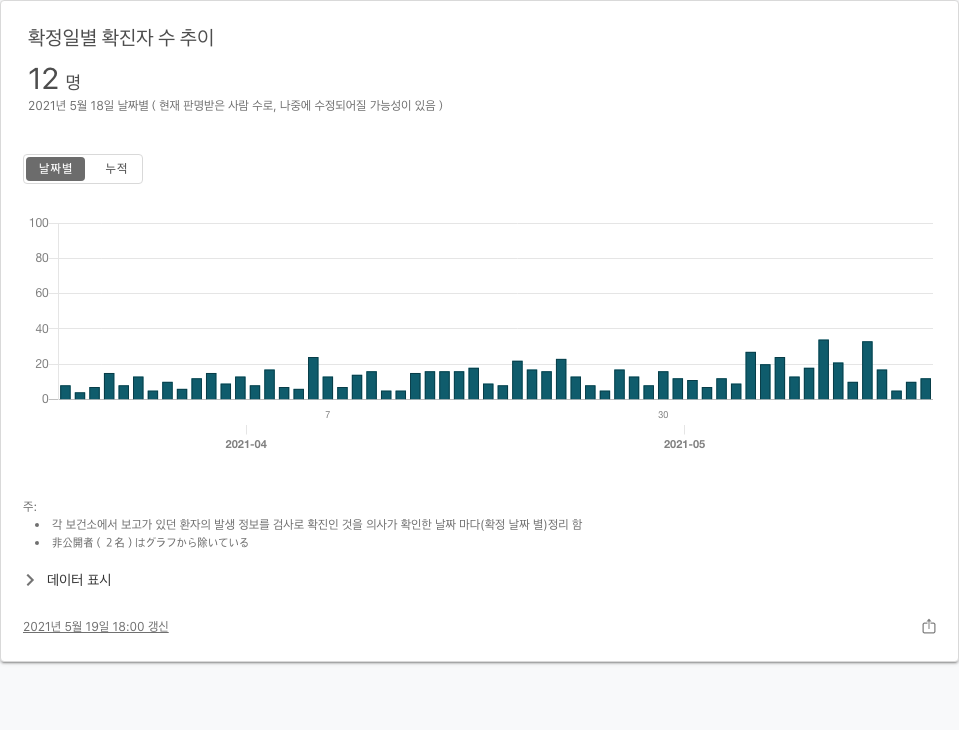 확정일별 확진자 수 추이
12 명
2021년 5월 18일 날짜별 ( 현재 판명받은 사람 수로, 나중에 수정되어질 가능성이 있음 )
날짜별 누적
100
80
60
40
20
0
7 30
2021-04 2021-05
주:
• 각 보건소에서 보고가 있던 환자의 발생 정보를 검사로 확진인 것을 의사가 확인한 날짜 마다(확정 날짜 별)정리 함
• 非公開者（２名）はグラフから除いている
데이터 표시
2021년 5월 19일 18:00 갱신